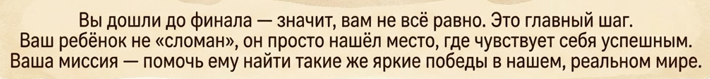 Вы дошли до финала — значит, вам не всё равно. Это главный шаг.
Ваш ребёнок не «сломан», он просто нашёл место, где чувствует себя успешным.
Ваша миссия — помочь ему найти такие же яркие победы в нашем, реальном мире.